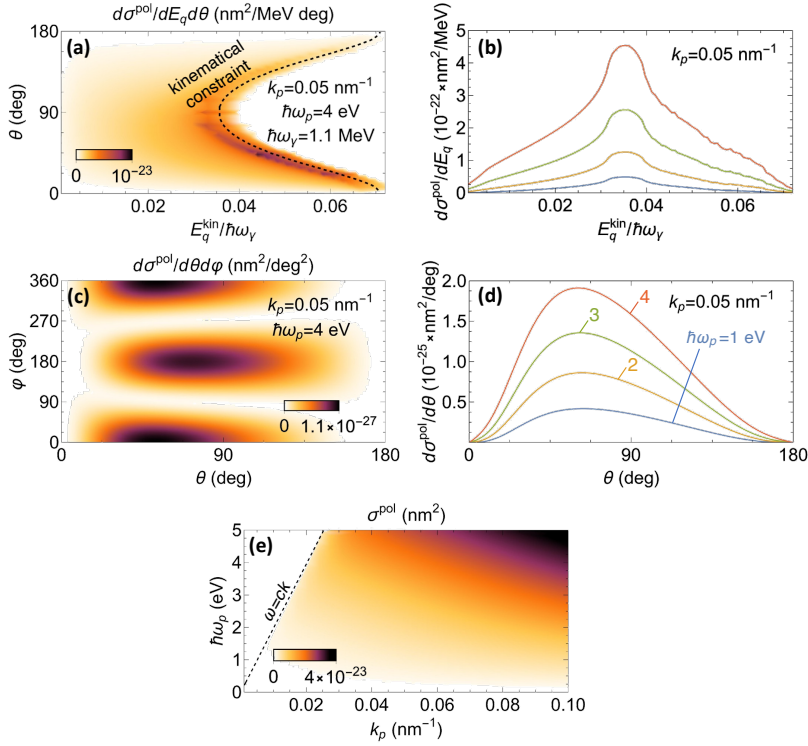 dσ^pol/dE_qdθ (nm²/MeV deg)
(a)
kinematical
constraint
k_p=0.05 nm⁻¹
ħω_p=4 eV
ħω_γ=1.1 MeV
0 10⁻²³
180
90
0
θ (deg)
0.02 0.04 0.06
E_q^kin/ħω_γ
(b)
k_p=0.05 nm⁻¹
5
4
3
2
1
0
dσ^pol/dE_q (10⁻²²×nm²/MeV)
0.02 0.04 0.06
E_q^kin/ħω_γ
dσ^pol/dθdφ (nm²/deg²)
(c)
k_p=0.05 nm⁻¹
ħω_p=4 eV
0 1.1×10⁻²⁷
360
270
180
90
0
φ (deg)
0 90 180
θ (deg)
(d)
k_p=0.05 nm⁻¹
4
3
2
ħω_p=1 eV
2.0
1.5
1.0
0.5
dσ^pol/dθ (10⁻²⁵×nm²/deg)
0 90 180
θ (deg)
σ^pol (nm²)
(e)
ω=ck
0 4×10⁻²³
5
4
3
2
1
0
ħω_p (eV)
0.02 0.04 0.06 0.08 0.10
k_p (nm⁻¹)